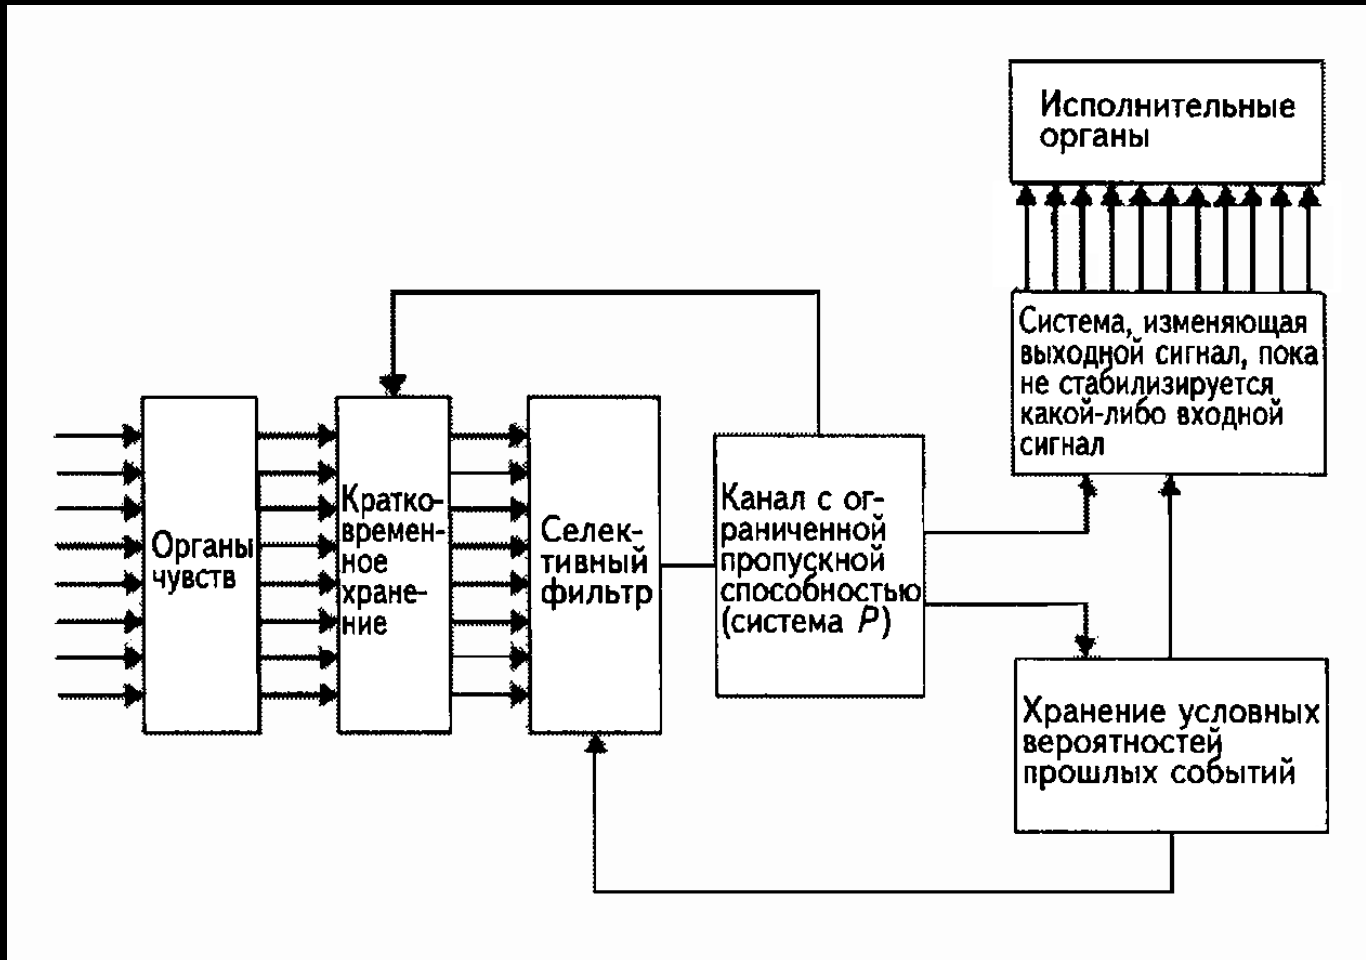 Исполнительные
органы
Система, изменяющая
выходной сигнал, пока
не стабилизируется
какой-либо входной
сигнал
Органы
чувств
Кратко-
времен-
ное
хране-
ние
Селек-
тивный
фильтр
Канал с ог-
раниченной
пропускной
способностью
(система P)
Хранение условных
вероятностей
прошлых событий